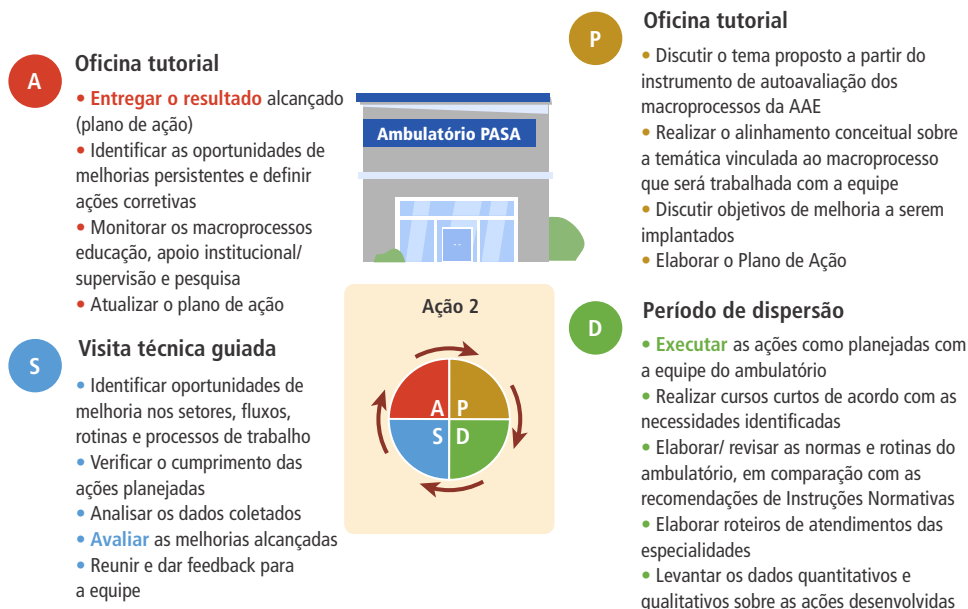 A
Oficina tutorial
• Entregar o resultado alcançado
(plano de ação)
• Identificar as oportunidades de
melhorias persistentes e definir
ações corretivas
• Monitorar os macroprocessos
educação, apoio institucional/
supervisão e pesquisa
• Atualizar o plano de ação
S
Visita técnica guiada
• Identificar oportunidades de
melhoria nos setores, fluxos,
rotinas e processos de trabalho
• Verificar o cumprimento das
ações planejadas
• Analisar os dados coletados
• Avaliar as melhorias alcançadas
• Reunir e dar feedback para
a equipe
Ambulatório PASA
Ação 2
A P
S D
P
Oficina tutorial
• Discutir o tema proposto a partir do
instrumento de autoavaliação dos
macroprocessos da AAE
• Realizar o alinhamento conceitual sobre
a temática vinculada ao macroprocesso
que será trabalhada com a equipe
• Discutir objetivos de melhoria a serem
implantados
• Elaborar o Plano de Ação
D
Período de dispersão
• Executar as ações como planejadas com
a equipe do ambulatório
• Realizar cursos curtos de acordo com as
necessidades identificadas
• Elaborar/ revisar as normas e rotinas do
ambulatório, em comparação com as
recomendações de Instruções Normativas
• Elaborar roteiros de atendimentos das
especialidades
• Levantar os dados quantitativos e
qualitativos sobre as ações desenvolvidas